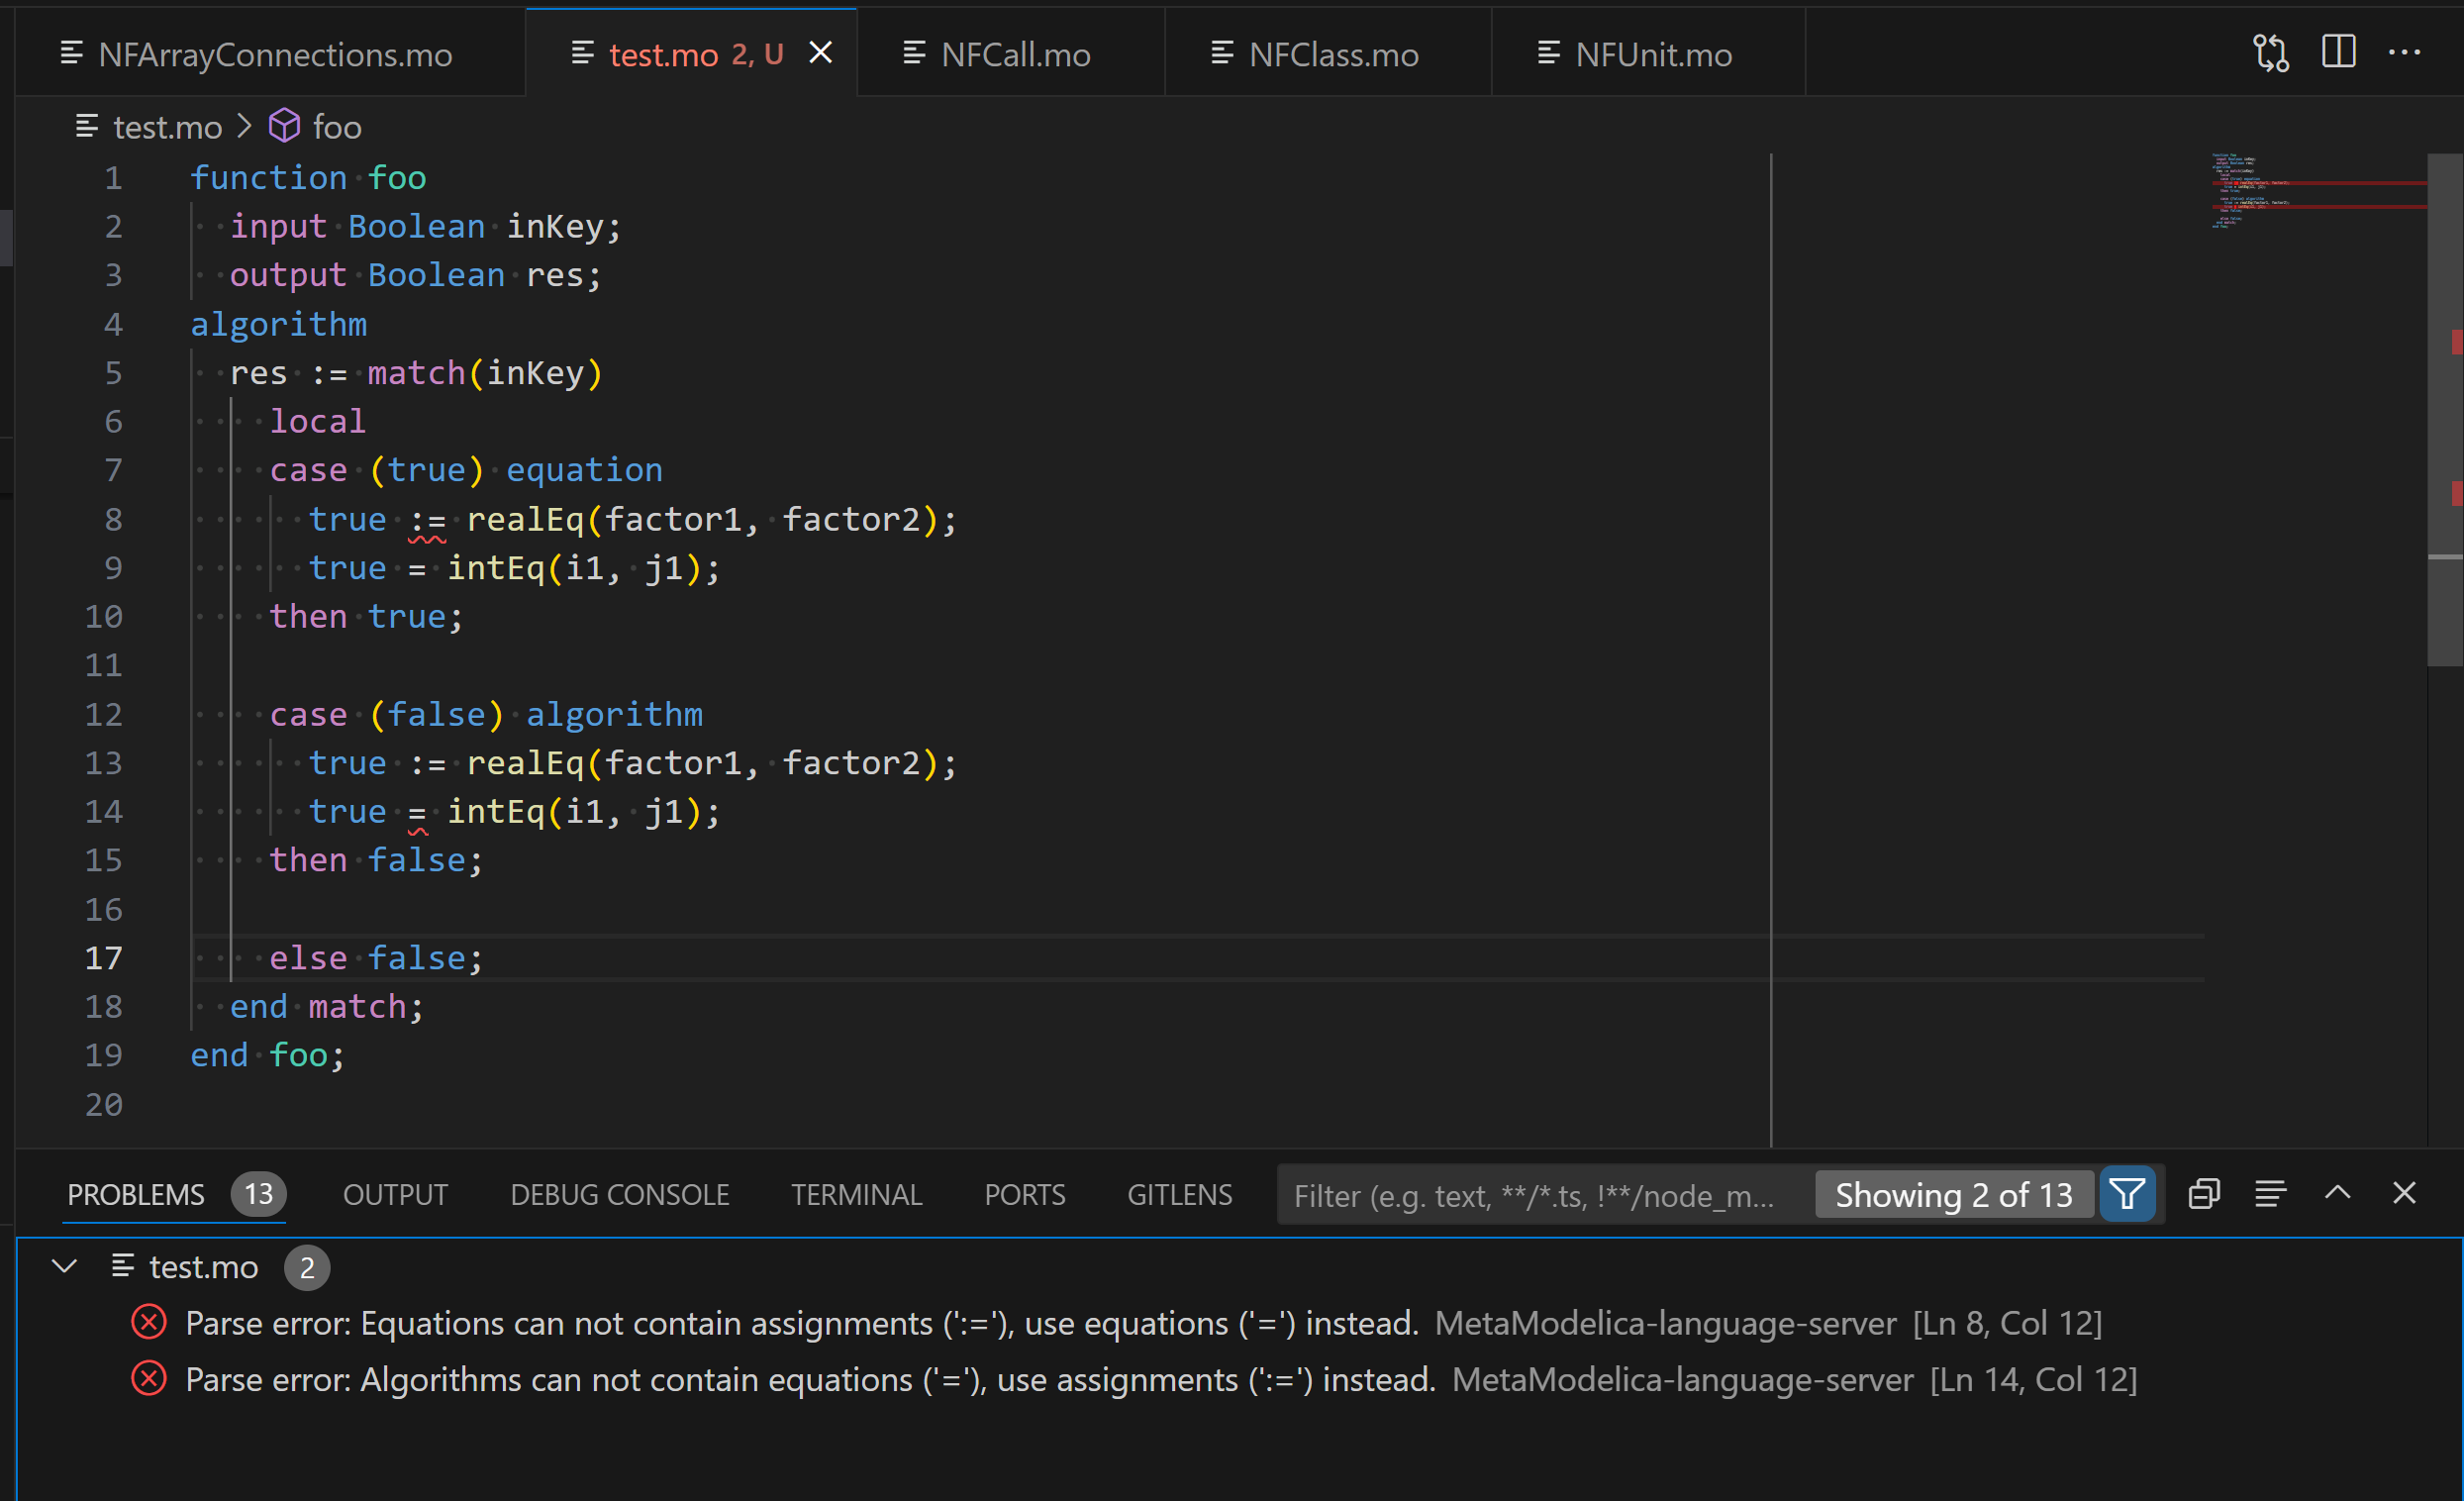 NFArrayConnections.mo test.mo 2, U NFCall.mo NFClass.mo NFUnit.mo
test.mo > foo
1 function foo
2   input Boolean inKey;
3   output Boolean res;
4 algorithm
5   res := match(inKey)
6     local
7     case (true) equation
8       true := realEq(factor1, factor2);
9       true = intEq(i1, j1);
10     then true;
11
12     case (false) algorithm
13       true := realEq(factor1, factor2);
14       true = intEq(i1, j1);
15     then false;
16
17     else false;
18   end match;
19 end foo;
20
PROBLEMS 13 OUTPUT DEBUG CONSOLE TERMINAL PORTS GITLENS Filter (e.g. text, **/*.ts, !**/node_m... Showing 2 of 13
test.mo 2
Parse error: Equations can not contain assignments (':='), use equations ('=') instead. MetaModelica-language-server [Ln 8, Col 12]
Parse error: Algorithms can not contain equations ('='), use assignments (':=') instead. MetaModelica-language-server [Ln 14, Col 12]